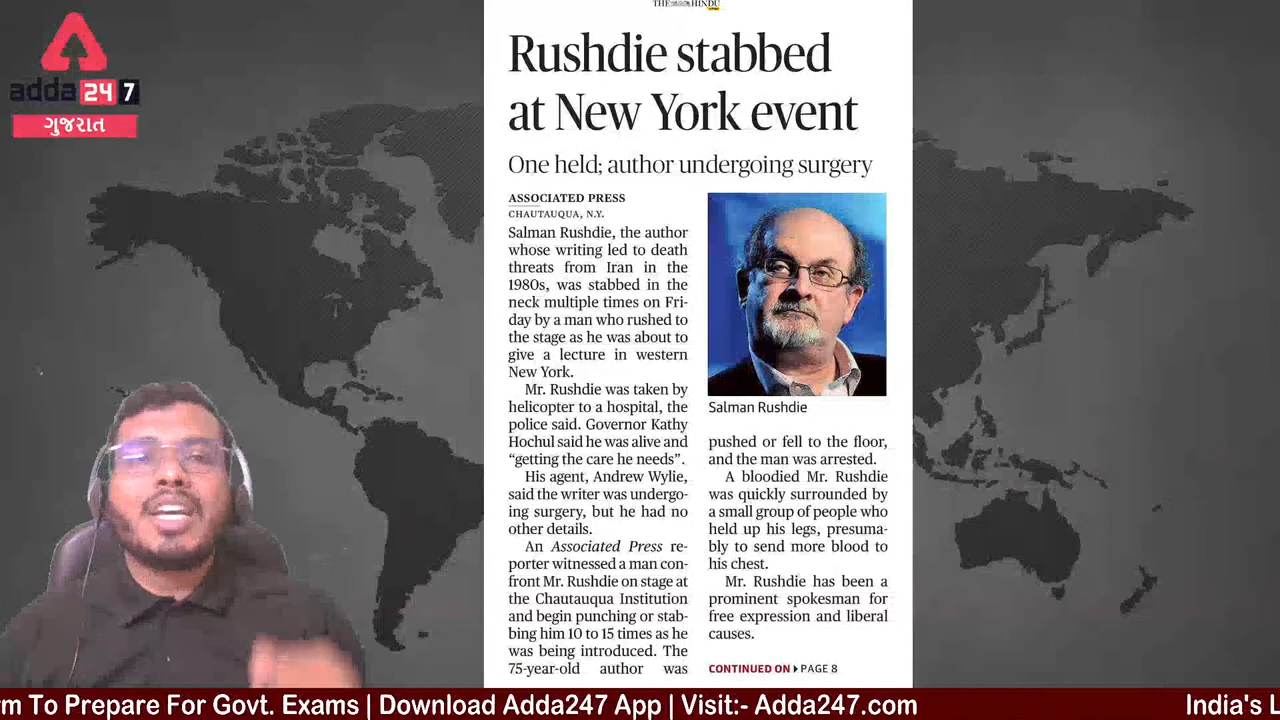 THE HINDU
adda 24 7
ગુજરાત
Rushdie stabbed
at New York event
One held; author undergoing surgery
ASSOCIATED PRESS
CHAUTAUQUA, N.Y.
Salman Rushdie, the author
whose writing led to death
threats from Iran in the
1980s, was stabbed in the
neck multiple times on Fri-
day by a man who rushed to
the stage as he was about to
give a lecture in western
New York.
Mr. Rushdie was taken by
helicopter to a hospital, the
police said. Governor Kathy
Hochul said he was alive and
“getting the care he needs”.
His agent, Andrew Wylie,
said the writer was undergo-
ing surgery, but he had no
other details.
An Associated Press re-
porter witnessed a man con-
front Mr. Rushdie on stage at
the Chautauqua Institution
and begin punching or stab-
bing him 10 to 15 times as he
was being introduced. The
75-year-old author was
Salman Rushdie
pushed or fell to the floor,
and the man was arrested.
A bloodied Mr. Rushdie
was quickly surrounded by
a small group of people who
held up his legs, presuma-
bly to send more blood to
his chest.
Mr. Rushdie has been a
prominent spokesman for
free expression and liberal
causes.
CONTINUED ON PAGE 8
To Prepare For Govt. Exams | Download Adda247 App | Visit:- Adda247.com India's